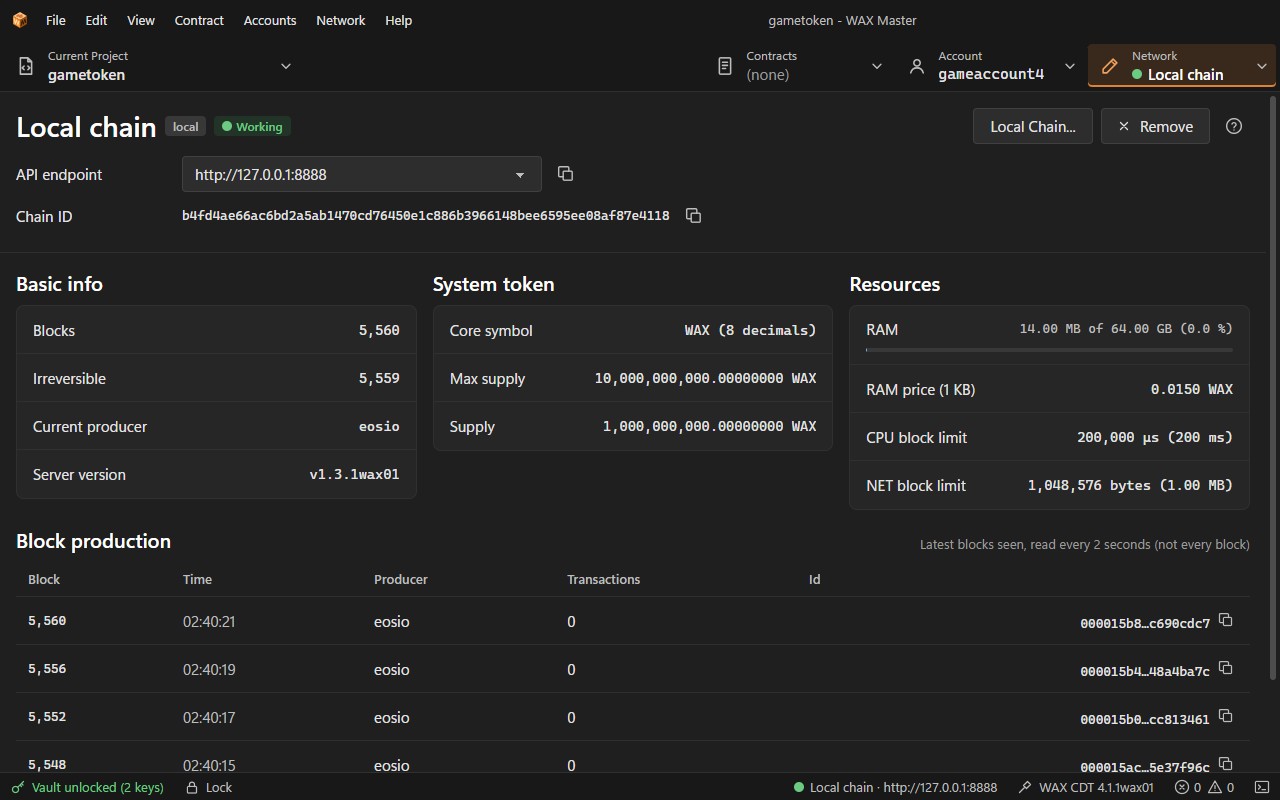 File Edit View Contract Accounts Network Help
gametoken - WAX Master
Current Project
gametoken
Contracts
(none)
Account
gameaccount4
Network
Local chain
Local chain local Working
Local Chain... Remove
API endpoint http://127.0.0.1:8888
Chain ID b4fd4ae66ac6bd2a5ab1470cd76450e1c886b3966148bee6595ee08af87e4118
Basic info
Blocks 5,560
Irreversible 5,559
Current producer eosio
Server version v1.3.1wax01
System token
Core symbol WAX (8 decimals)
Max supply 10,000,000,000.00000000 WAX
Supply 1,000,000,000.00000000 WAX
Resources
RAM 14.00 MB of 64.00 GB (0.0 %)
RAM price (1 KB) 0.0150 WAX
CPU block limit 200,000 µs (200 ms)
NET block limit 1,048,576 bytes (1.00 MB)
Block production
Latest blocks seen, read every 2 seconds (not every block)
Block Time Producer Transactions Id
5,560 02:40:21 eosio 0 000015b8…c690cdc7
5,556 02:40:19 eosio 0 000015b4…48a4ba7c
5,552 02:40:17 eosio 0 000015b0…cc813461
5,548 02:40:15 eosio 0 000015ac…5e37f96c
Vault unlocked (2 keys) Lock
Local chain · http://127.0.0.1:8888 WAX CDT 4.1.1wax01 0 0